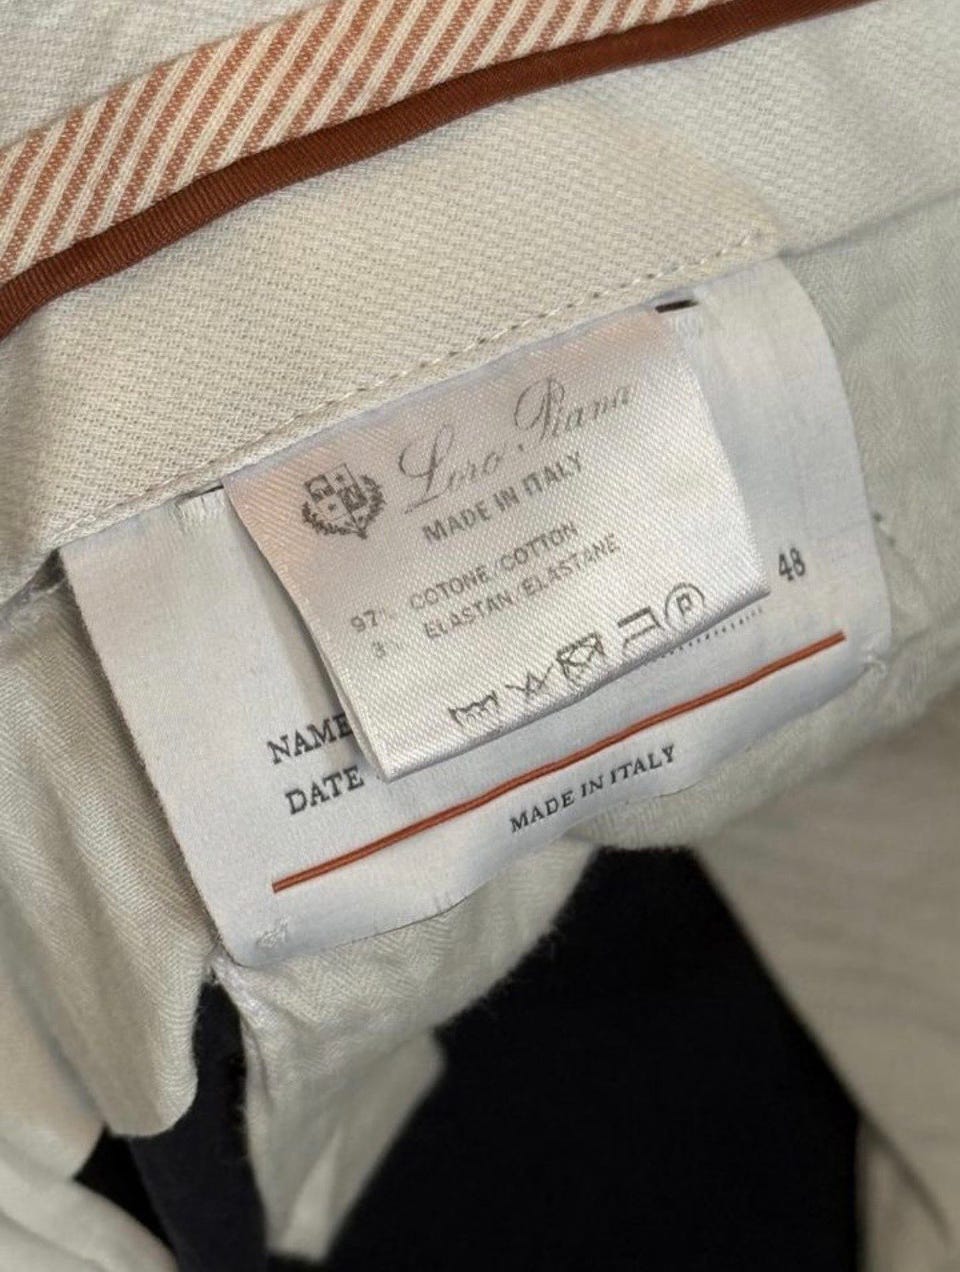 Loro Piana
MADE IN ITALY
97% COTONE/COTTON
3% ELASTAN/ELASTANE
P
48
NAME
DATE
MADE IN ITALY